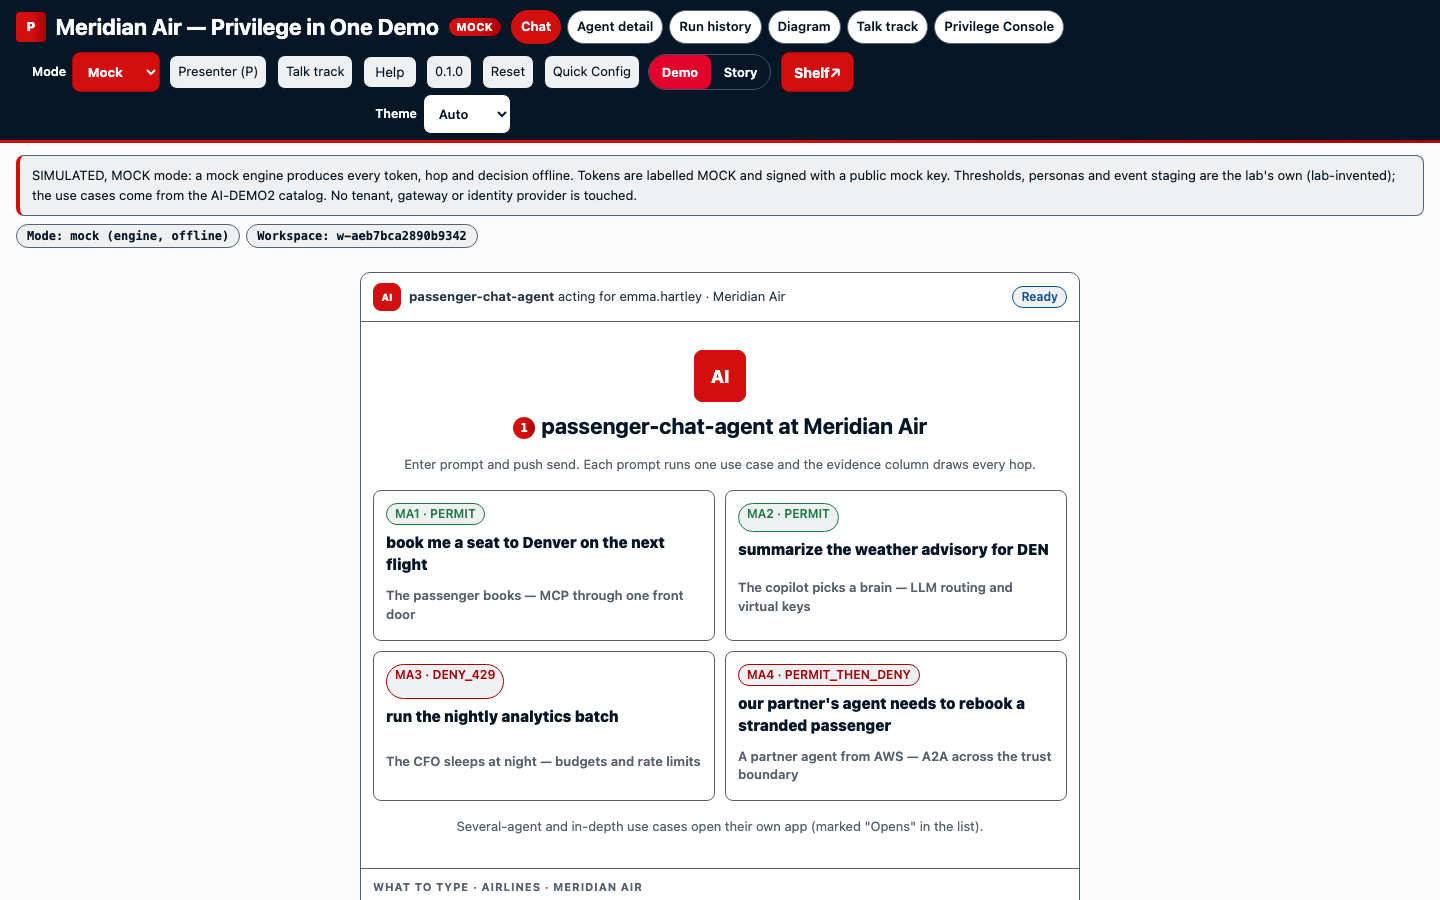 P Meridian Air — Privilege in One Demo MOCK Chat Agent detail Run history Diagram Talk track Privilege Console
Mode Mock Presenter (P) Talk track Help 0.1.0 Reset Quick Config Demo Story Shelf↗
Theme Auto
SIMULATED, MOCK mode: a mock engine produces every token, hop and decision offline. Tokens are labelled MOCK and signed with a public mock key. Thresholds, personas and event staging are the lab's own (lab-invented);
the use cases come from the AI-DEMO2 catalog. No tenant, gateway or identity provider is touched.
Mode: mock (engine, offline) Workspace: w-aeb7bca2890b9342
AI passenger-chat-agent acting for emma.hartley · Meridian Air Ready
AI
1 passenger-chat-agent at Meridian Air
Enter prompt and push send. Each prompt runs one use case and the evidence column draws every hop.
MA1 · PERMIT
book me a seat to Denver on the next
flight
The passenger books — MCP through one front
door
MA2 · PERMIT
summarize the weather advisory for DEN
The copilot picks a brain — LLM routing and
virtual keys
MA3 · DENY_429
run the nightly analytics batch
The CFO sleeps at night — budgets and rate limits
MA4 · PERMIT_THEN_DENY
our partner's agent needs to rebook a
stranded passenger
A partner agent from AWS — A2A across the trust
boundary
Several-agent and in-depth use cases open their own app (marked "Opens" in the list).
WHAT TO TYPE · AIRLINES · MERIDIAN AIR